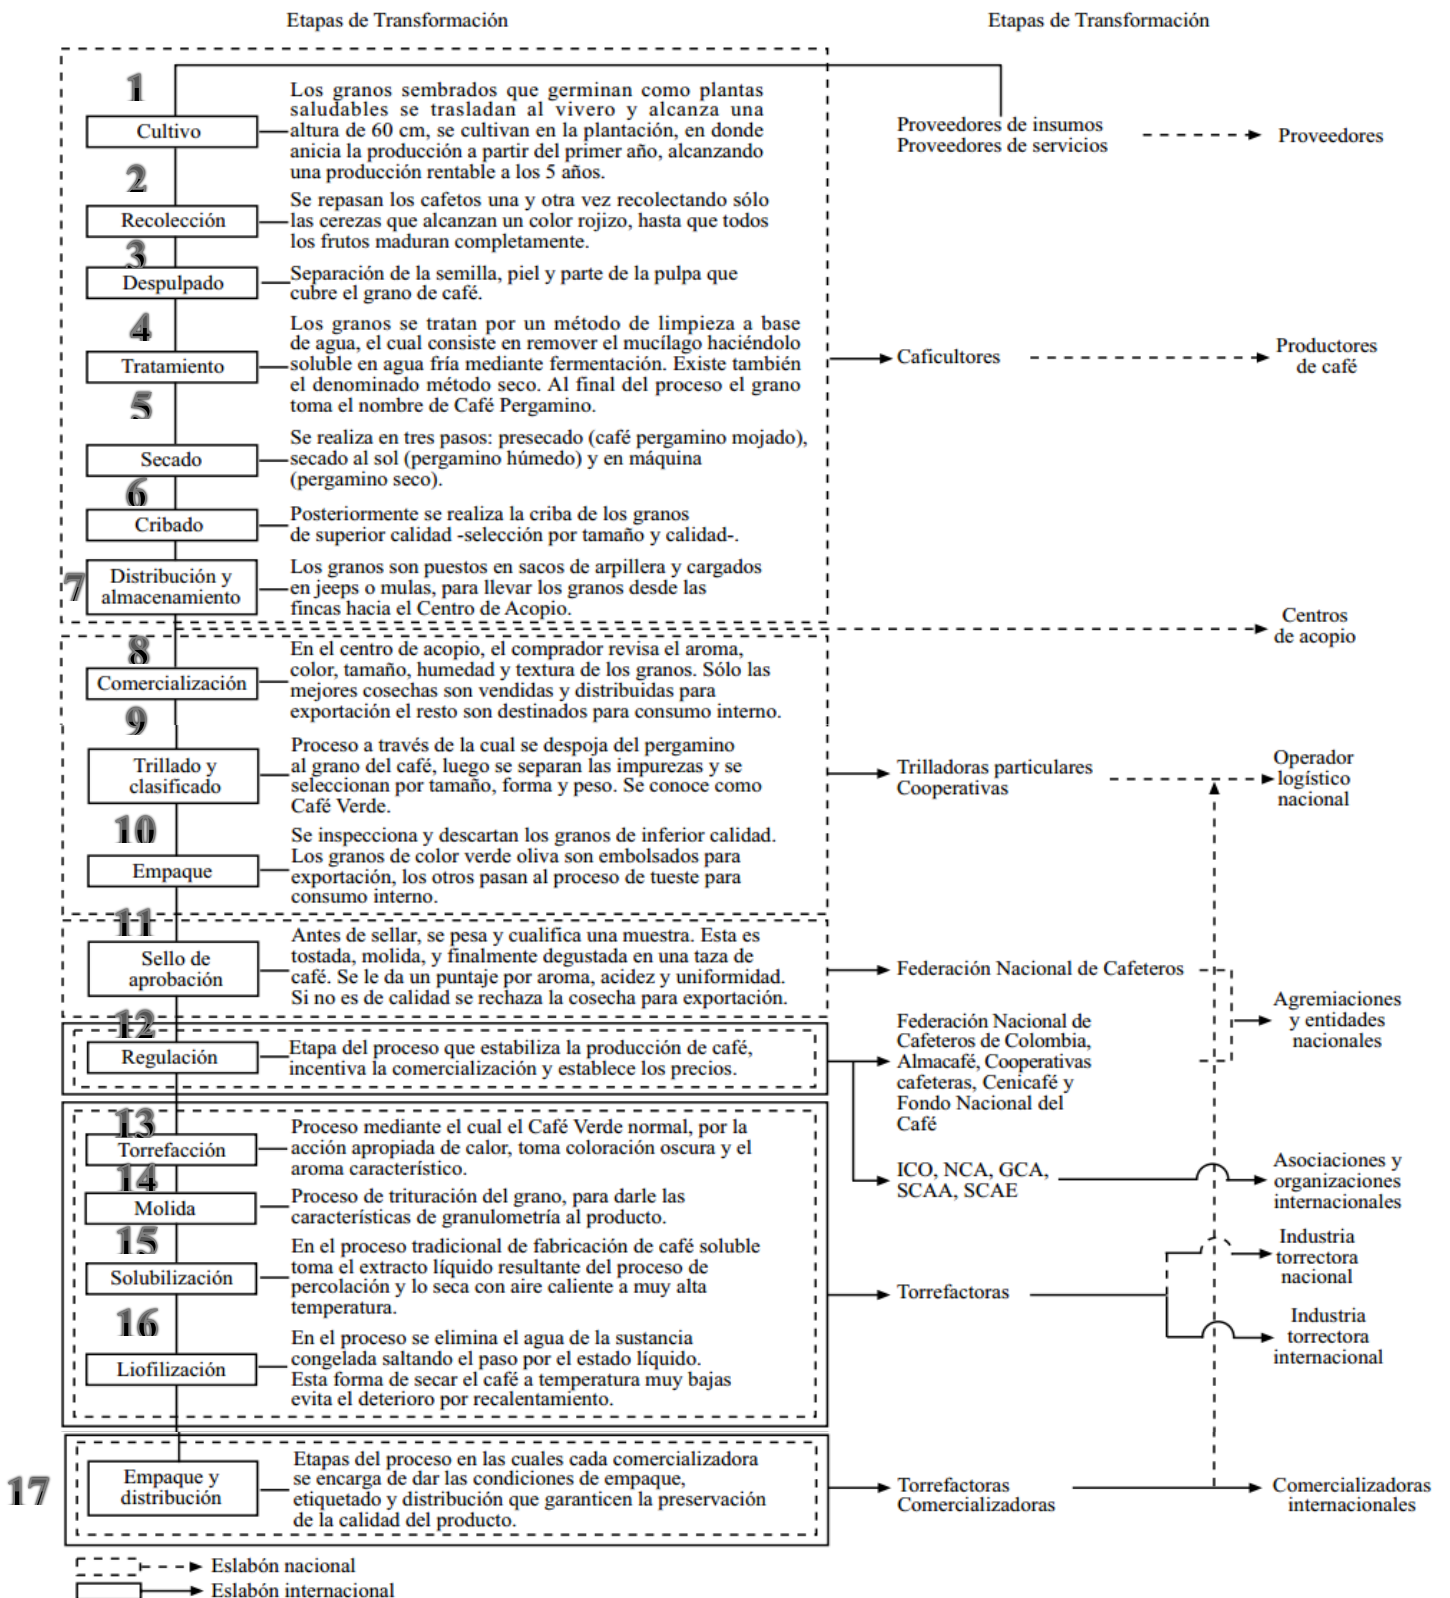 Etapas de Transformación
Etapas de Transformación
1
Cultivo
Los granos sembrados que germinan como plantas
saludables se trasladan al vivero y alcanza una
altura de 60 cm, se cultivan en la plantación, en donde
anicia la producción a partir del primer año, alcanzando
una producción rentable a los 5 años.
Proveedores de insumos
Proveedores de servicios
Proveedores
2
Recolección
Se repasan los cafetos una y otra vez recolectando sólo
las cerezas que alcanzan un color rojizo, hasta que todos
los frutos maduran completamente.
3
Despulpado
Separación de la semilla, piel y parte de la pulpa que
cubre el grano de café.
4
Tratamiento
Los granos se tratan por un método de limpieza a base
de agua, el cual consiste en remover el mucílago haciéndolo
soluble en agua fría mediante fermentación. Existe también
el denominado método seco. Al final del proceso el grano
toma el nombre de Café Pergamino.
Caficultores
Productores
de café
5
Secado
Se realiza en tres pasos: presecado (café pergamino mojado),
secado al sol (pergamino húmedo) y en máquina
(pergamino seco).
6
Cribado
Posteriormente se realiza la criba de los granos
de superior calidad -selección por tamaño y calidad-.
7
Distribución y
almacenamiento
Los granos son puestos en sacos de arpillera y cargados
en jeeps o mulas, para llevar los granos desde las
fincas hacia el Centro de Acopio.
Centros
de acopio
8
Comercialización
En el centro de acopio, el comprador revisa el aroma,
color, tamaño, humedad y textura de los granos. Sólo las
mejores cosechas son vendidas y distribuidas para
exportación el resto son destinados para consumo interno.
9
Trillado y
clasificado
Proceso a través de la cual se despoja del pergamino
al grano del café, luego se separan las impurezas y se
seleccionan por tamaño, forma y peso. Se conoce como
Café Verde.
Trilladoras particulares
Cooperativas
Operador
logístico
nacional
10
Empaque
Se inspecciona y descartan los granos de inferior calidad.
Los granos de color verde oliva son embolsados para
exportación, los otros pasan al proceso de tueste para
consumo interno.
11
Sello de
aprobación
Antes de sellar, se pesa y cualifica una muestra. Esta es
tostada, molida, y finalmente degustada en una taza de
café. Se le da un puntaje por aroma, acidez y uniformidad.
Si no es de calidad se rechaza la cosecha para exportación.
Federación Nacional de Cafeteros
Agremiaciones
y entidades
nacionales
12
Regulación
Etapa del proceso que estabiliza la producción de café,
incentiva la comercialización y establece los precios.
Federación Nacional de
Cafeteros de Colombia,
Almacafé, Cooperativas
cafeteras, Cenicafé y
Fondo Nacional del
Café
ICO, NCA, GCA,
SCAA, SCAE
Asociaciones y
organizaciones
internacionales
13
Torrefacción
Proceso mediante el cual el Café Verde normal, por la
acción apropiada de calor, toma coloración oscura y el
aroma característico.
14
Molida
Proceso de trituración del grano, para darle las
características de granulometría al producto.
15
Solubilización
En el proceso tradicional de fabricación de café soluble
toma el extracto líquido resultante del proceso de
percolación y lo seca con aire caliente a muy alta
temperatura.
Torrefactoras
Industria
torrectora
nacional
Industria
torrectora
internacional
16
Liofilización
En el proceso se elimina el agua de la sustancia
congelada saltando el paso por el estado líquido.
Esta forma de secar el café a temperatura muy bajas
evita el deterioro por recalentamiento.
17
Empaque y
distribución
Etapas del proceso en las cuales cada comercializadora
se encarga de dar las condiciones de empaque,
etiquetado y distribución que garanticen la preservación
de la calidad del producto.
Torrefactoras
Comercializadoras
Comercializadoras
internacionales
Eslabón nacional
Eslabón internacional